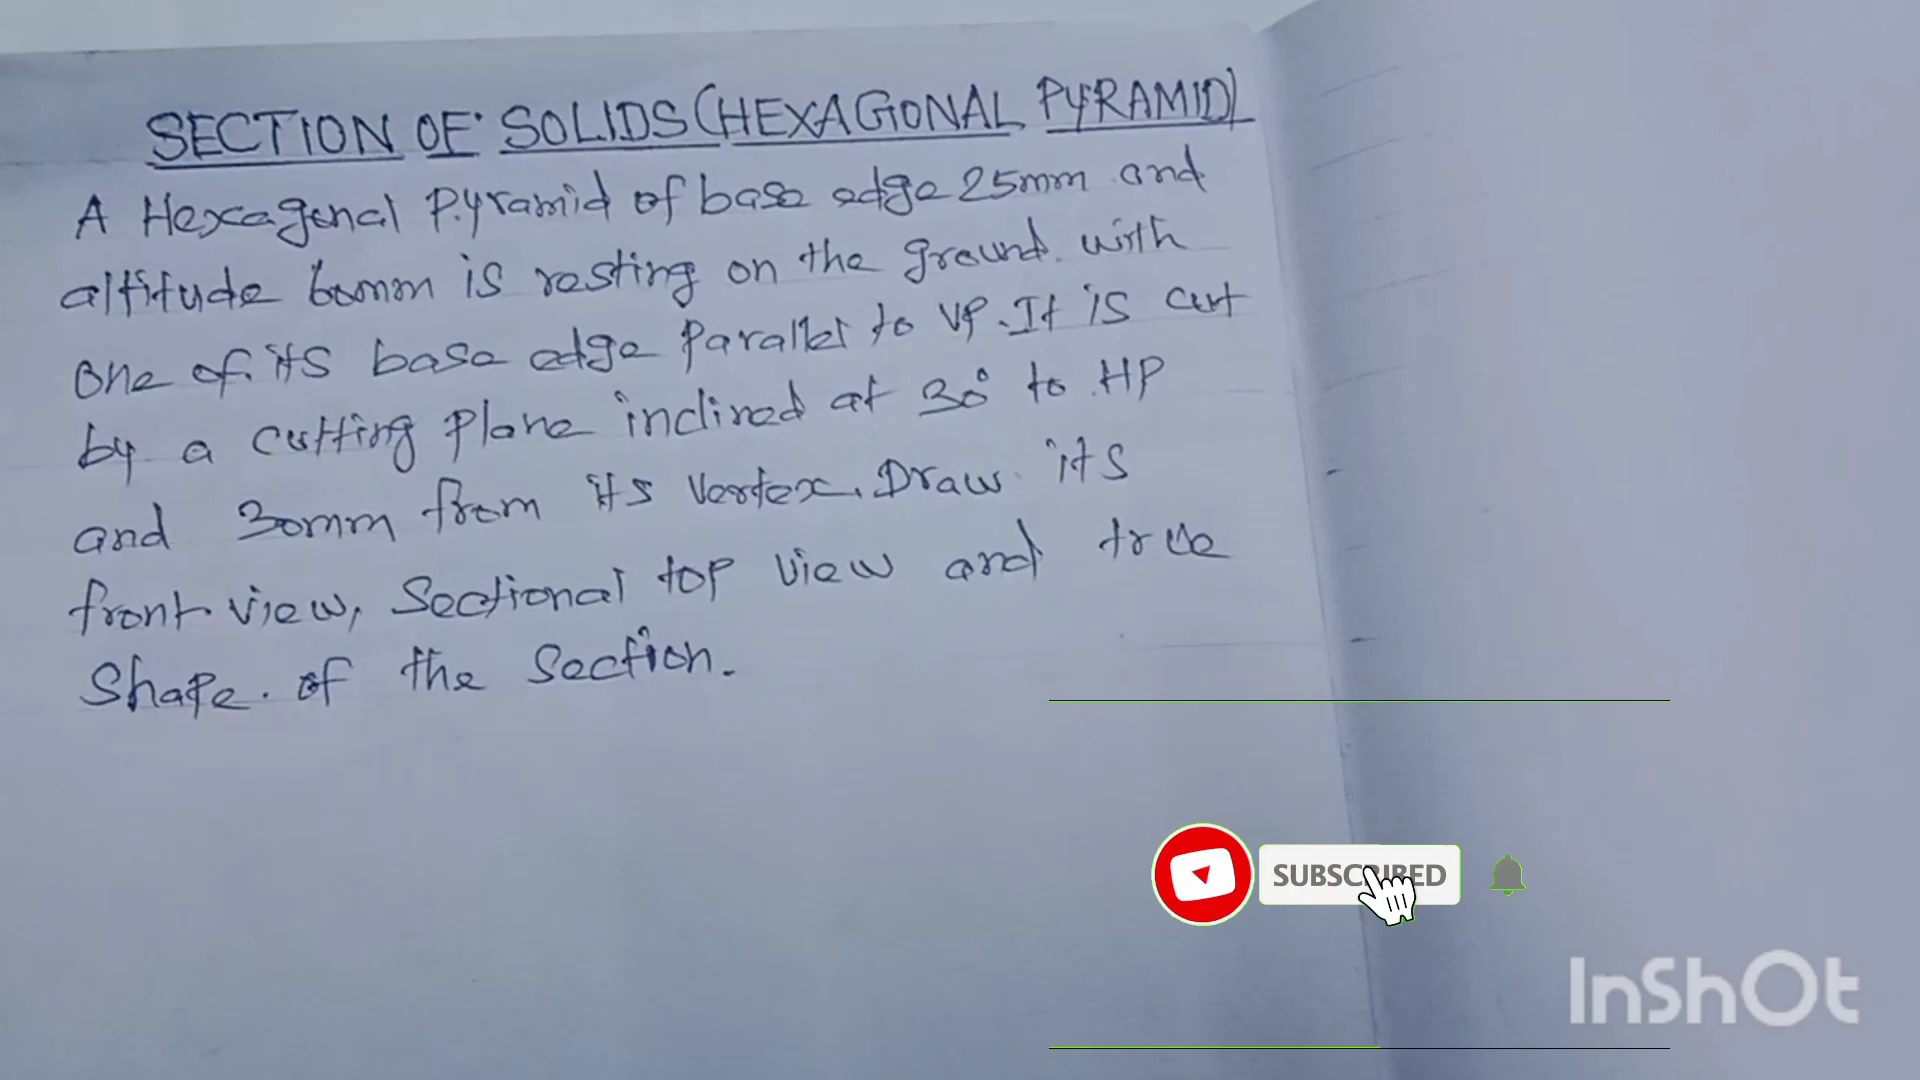 SECTION OF SOLIDS (HEXAGONAL PYRAMID)
A Hexagonal Pyramid of base edge 25mm and
altitude 60mm is resting on the ground with
one of its base edge Parallel to VP. It is cut
by a cutting plane inclined at 30° to HP
and 30mm from its vertex. Draw its
front view, Sectional top view and true
Shape of the Section.
SUBSCRIBED
InShOt